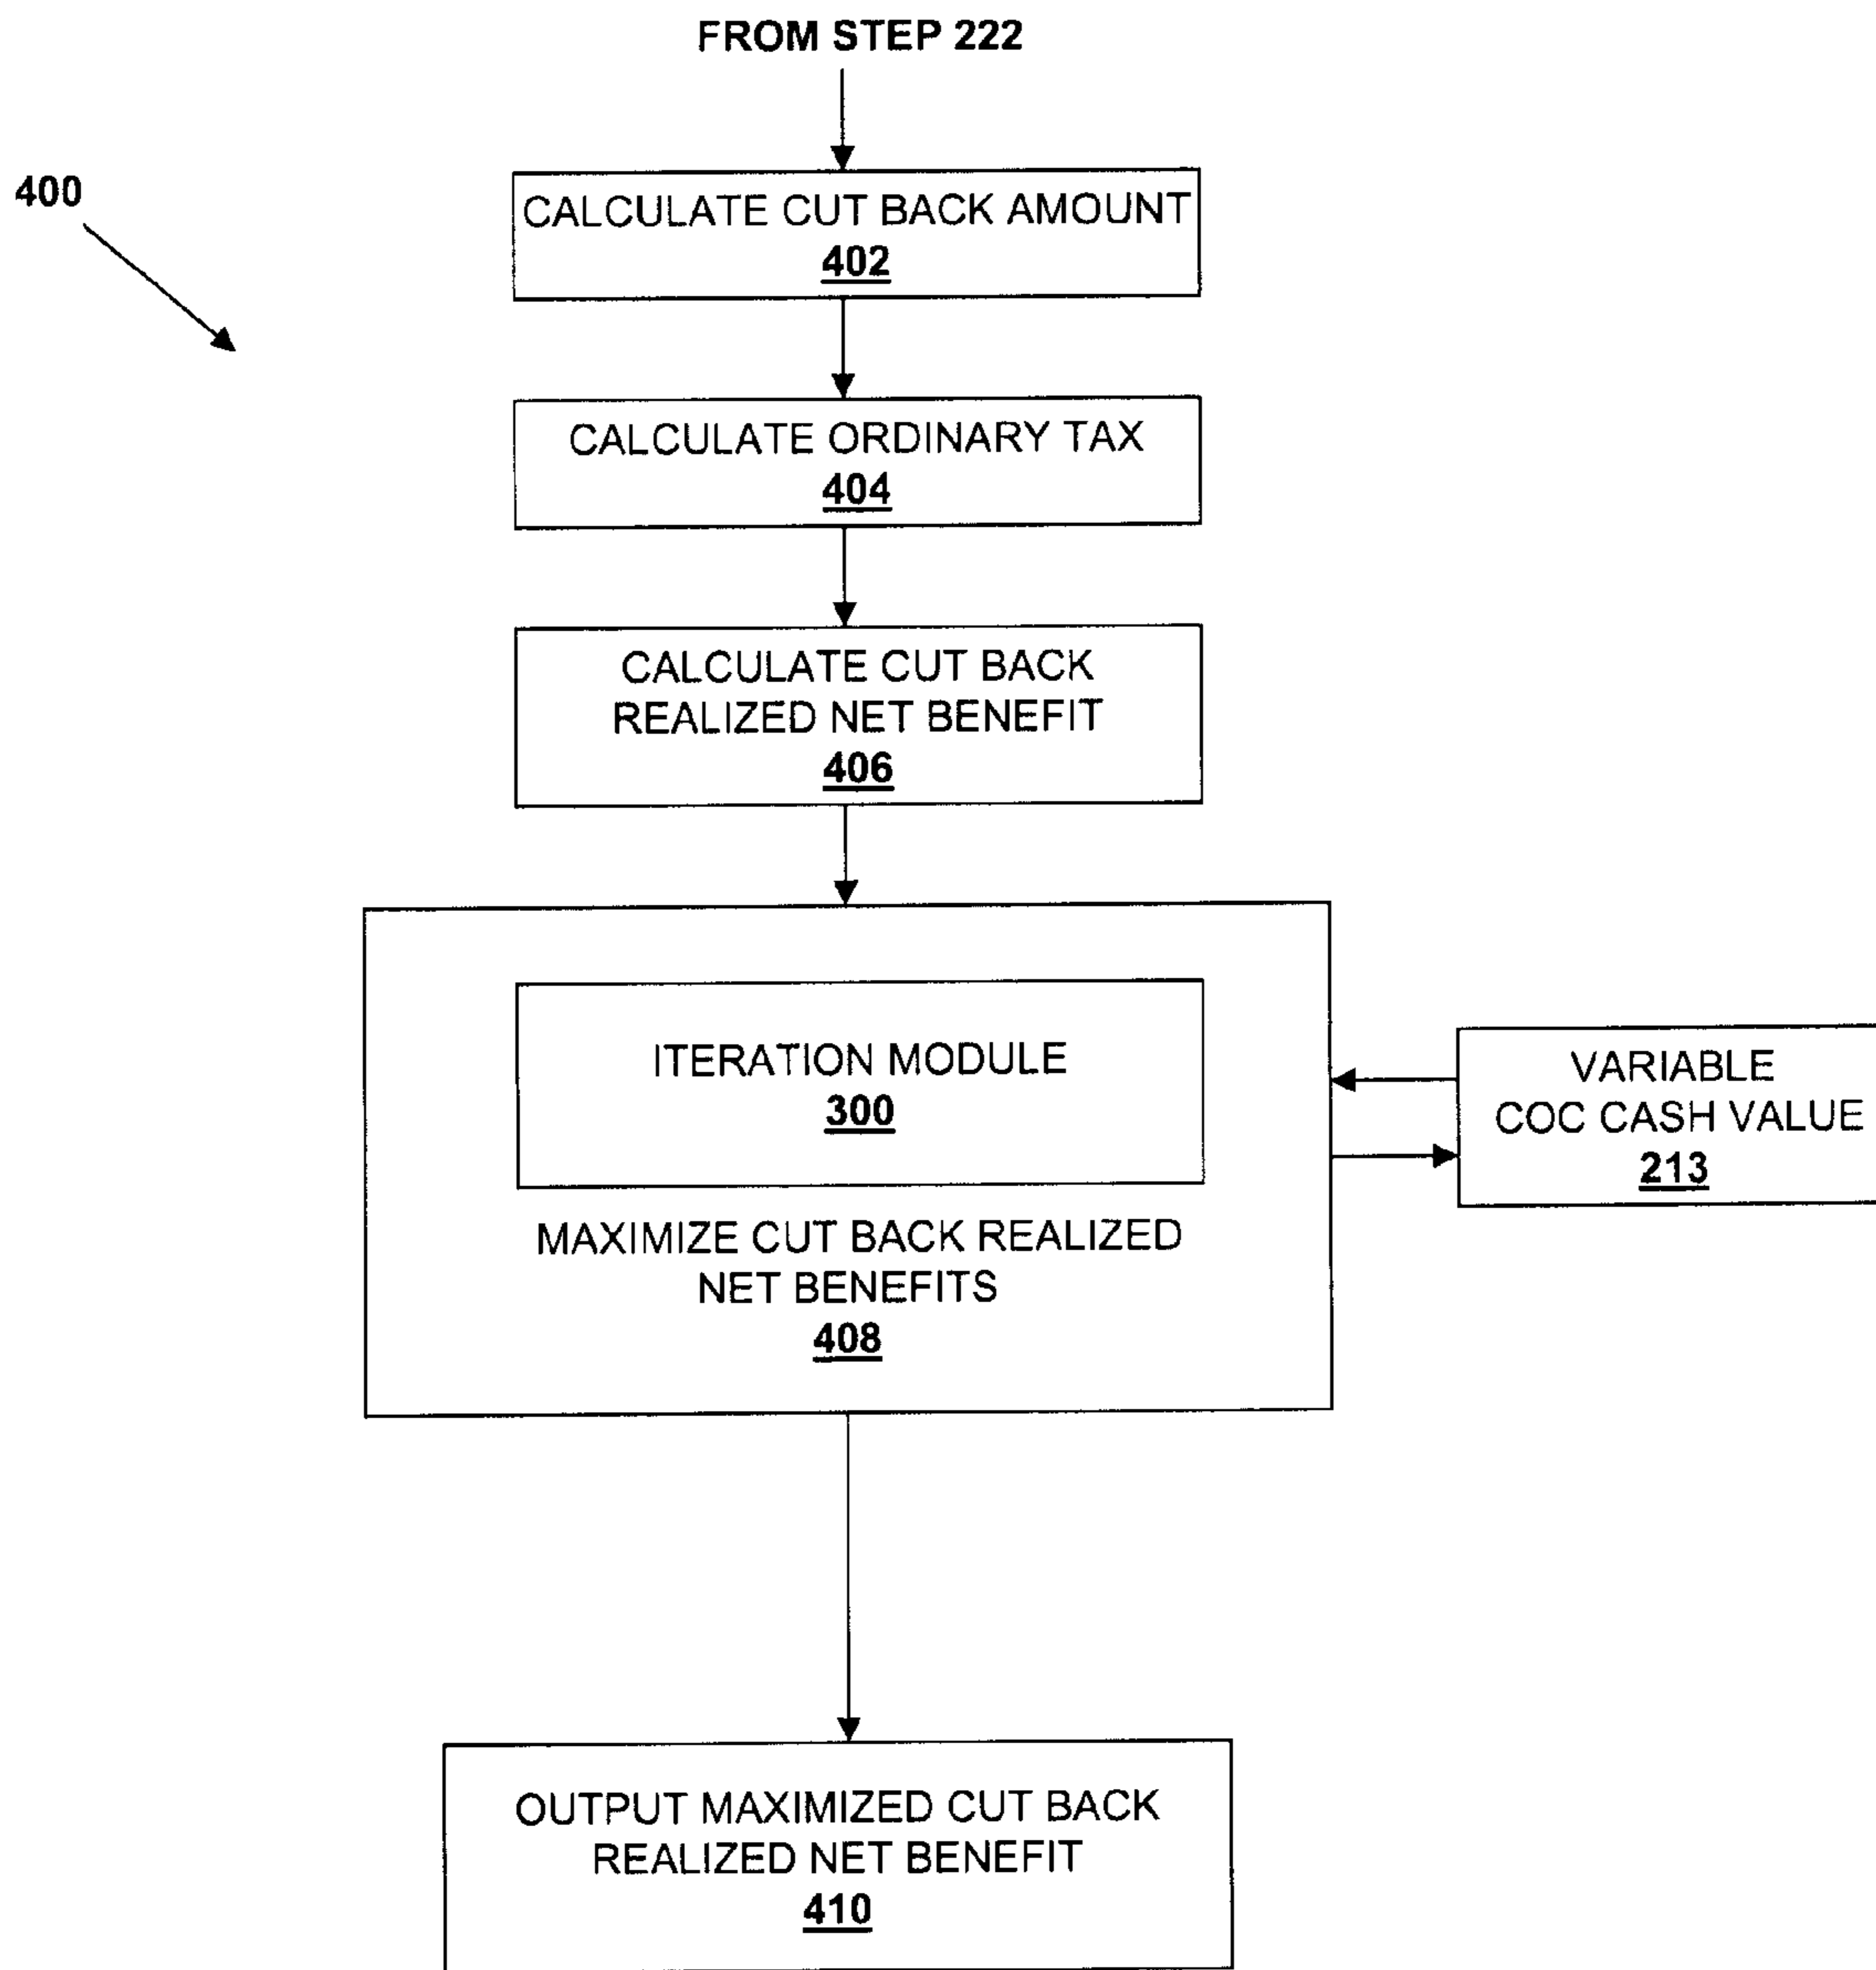 FROM STEP 222
400
CALCULATE CUT BACK AMOUNT
402
CALCULATE ORDINARY TAX
404
CALCULATE CUT BACK
REALIZED NET BENEFIT
406
ITERATION MODULE
300
MAXIMIZE CUT BACK REALIZED
NET BENEFITS
408
VARIABLE
COC CASH VALUE
213
OUTPUT MAXIMIZED CUT BACK
REALIZED NET BENEFIT
410